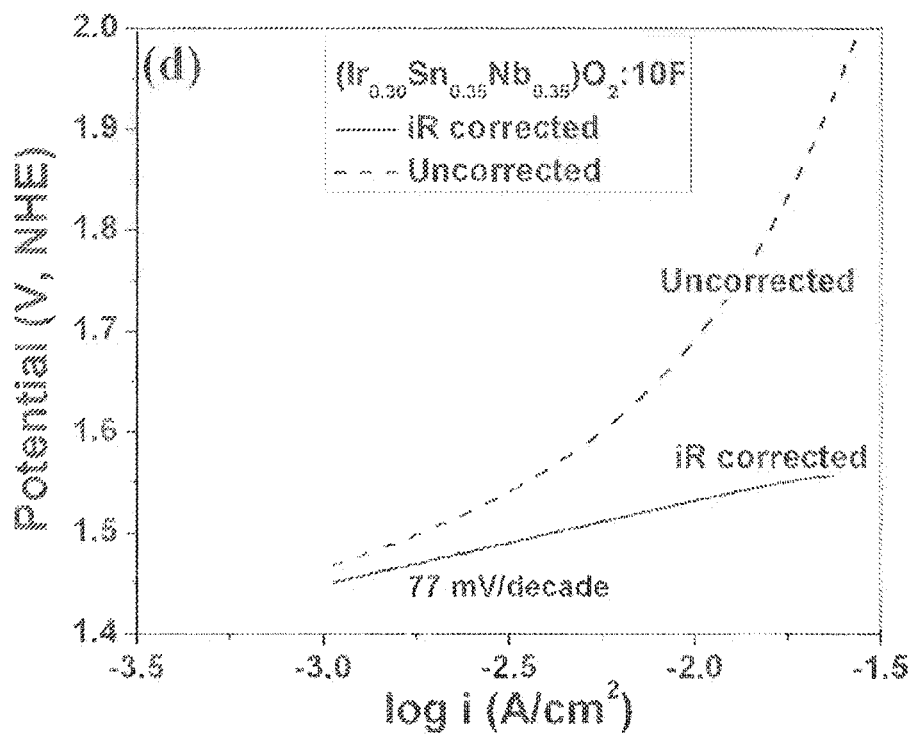 2.0
(d)
(Ir0.30Sn0.35Nb0.35)O2:10F
iR corrected
Uncorrected
1.9
1.8
Uncorrected
1.7
1.6
iR corrected
1.5
77 mV/decade
1.4
-3.5 -3.0 -2.5 -2.0 -1.5
Potential (V, NHE)
log i (A/cm²)